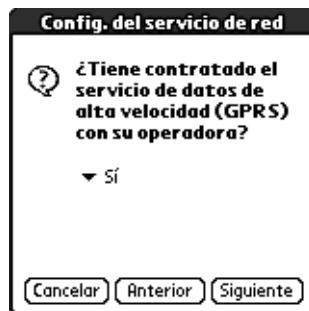 Config. del servicio de red
¿Tiene contratado el
servicio de datos de
alta velocidad (GPRS)
con su operadora?
Sí
Cancelar Anterior Siguiente